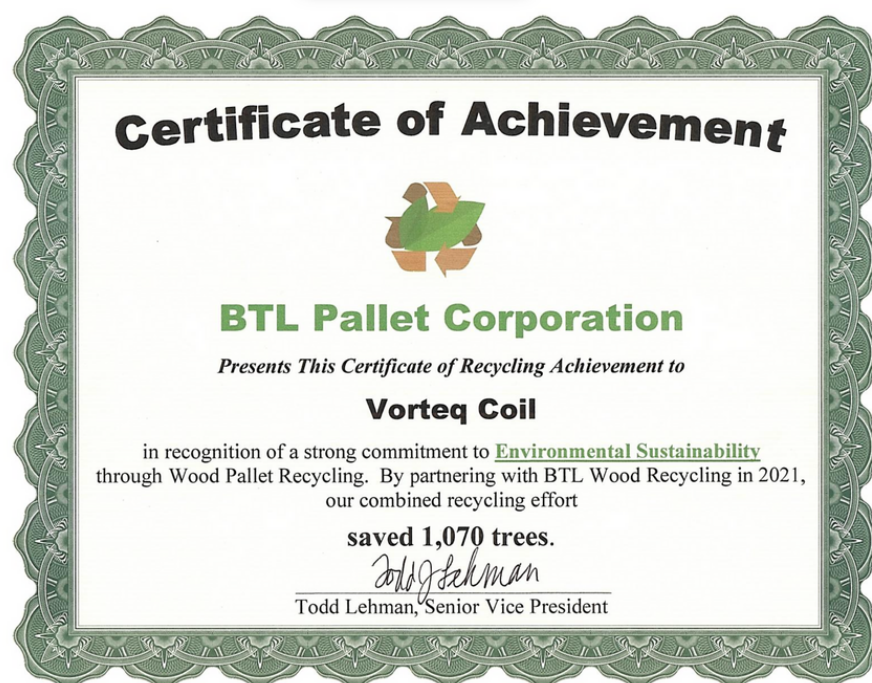 Certificate of Achievement
BTL Pallet Corporation
Presents This Certificate of Recycling Achievement to
Vorteq Coil
in recognition of a strong commitment to Environmental Sustainability
through Wood Pallet Recycling. By partnering with BTL Wood Recycling in 2021,
our combined recycling effort
saved 1,070 trees.
Todd J Lehman
Todd Lehman, Senior Vice President